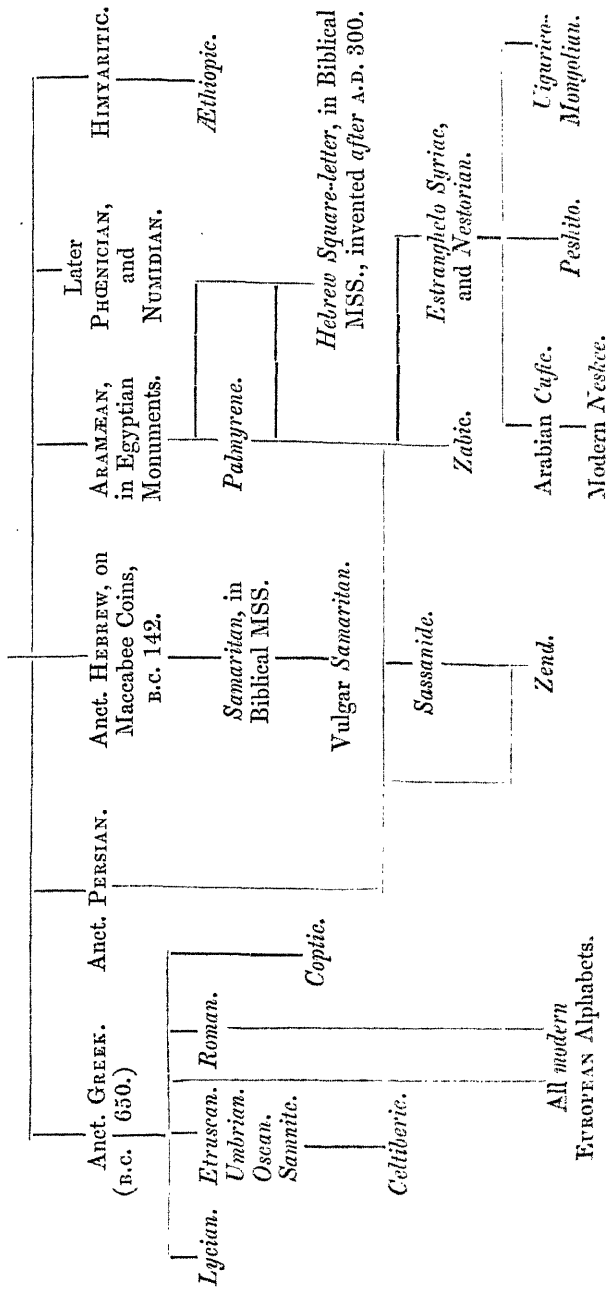 Anct. GREEK.
(B.C. 650.)
Anct. PERSIAN.
Anct. HEBREW, on
Maccabee Coins,
B.C. 142.
ARAMÆAN,
in Egyptian
Monuments.
Later
PHŒNICIAN,
and
NUMIDIAN.
HIMYARITIC.
Lycian.
Etruscan.
Umbrian.
Oscan.
Samnite.
Roman.
Coptic.
Samaritan, in
Biblical MSS.
Palmyrene.
Æthiopic.
Celtiberic.
Vulgar Samaritan.
Hebrew Square-letter, in Biblical
MSS., invented after A.D. 300.
Sassanide.
Zabic.
Estranghelo Syriac,
and Nestorian.
All modern
EUROPEAN Alphabets.
Zend.
Arabian Cufic.
Modern Neskee.
Peshito.
Uigurico-
Mongolian.